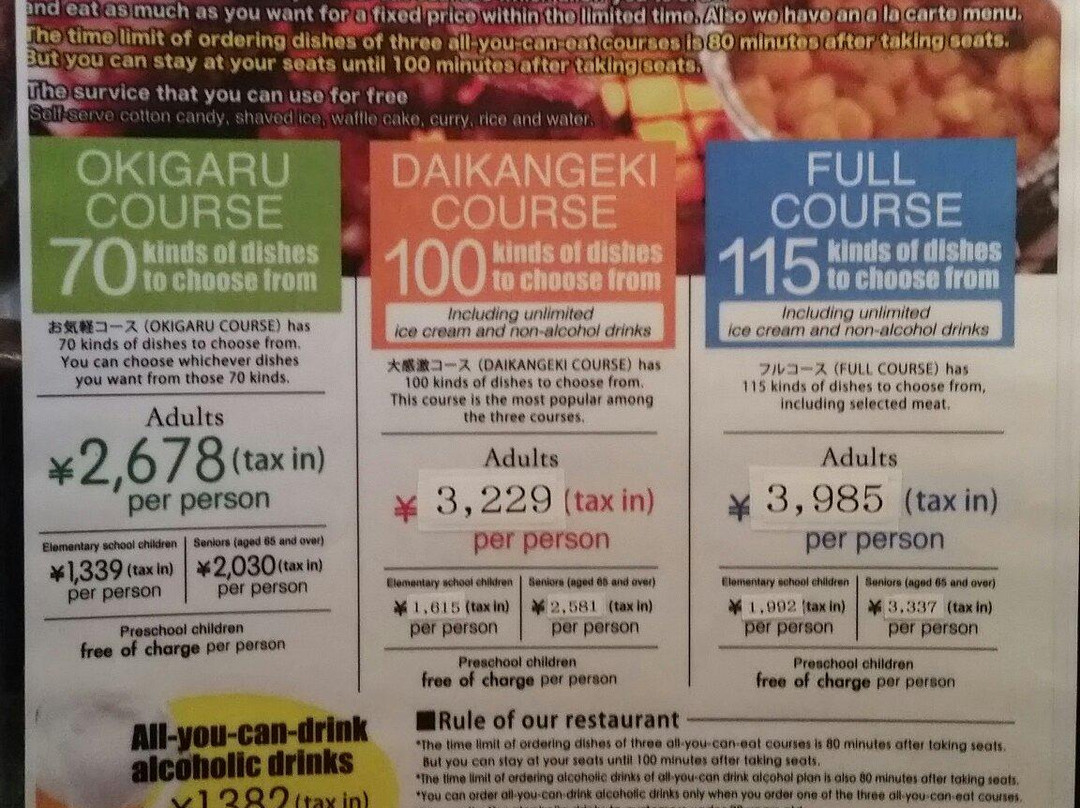 and eat as much as you want for a fixed price within the limited time. Also we have an a la carte menu.
The time limit of ordering dishes of three all-you-can-eat courses is 80 minutes after taking seats.
But you can stay at your seats until 100 minutes after taking seats.
The survice that you can use for free
Self-serve cotton candy, shaved ice, waffle cake, curry, rice and water.
OKIGARU
COURSE
70 kinds of dishes
to choose from
お気軽コース (OKIGARU COURSE) has
70 kinds of dishes to choose from.
You can choose whichever dishes
you want from those 70 kinds.
Adults
¥2,678 (tax in)
per person
Elementary school children
¥1,339 (tax in)
per person
Seniors (aged 65 and over)
¥2,030 (tax in)
per person
Preschool children
free of charge per person
DAIKANGEKI
COURSE
100 kinds of dishes
to choose from
Including unlimited
ice cream and non-alcohol drinks
大感激コース (DAIKANGEKI COURSE) has
100 kinds of dishes to choose from.
This course is the most popular among
the three courses.
Adults
¥ 3,229 (tax in)
per person
Elementary school children
¥ 1,615 (tax in)
per person
Seniors (aged 65 and over)
¥ 2,581 (tax in)
per person
Preschool children
free of charge per person
FULL
COURSE
115 kinds of dishes
to choose from
Including unlimited
ice cream and non-alcohol drinks
フルコース (FULL COURSE) has
115 kinds of dishes to choose from,
including selected meat.
Adults
¥ 3,985 (tax in)
per person
Elementary school children
¥ 1,992 (tax in)
per person
Seniors (aged 65 and over)
¥ 3,337 (tax in)
per person
Preschool children
free of charge per person
All-you-can-drink
alcoholic drinks
¥1,382 (tax in)
■Rule of our restaurant
*The time limit of ordering dishes of three all-you-can-eat courses is 80 minutes after taking seats.
But you can stay at your seats until 100 minutes after taking seats.
*The time limit of ordering alcoholic drinks of all-you-can drink alcohol plan is also 80 minutes after taking seats.
*You can order all-you-can-drink alcoholic drinks only when you order one of the three all-you-can-eat courses.